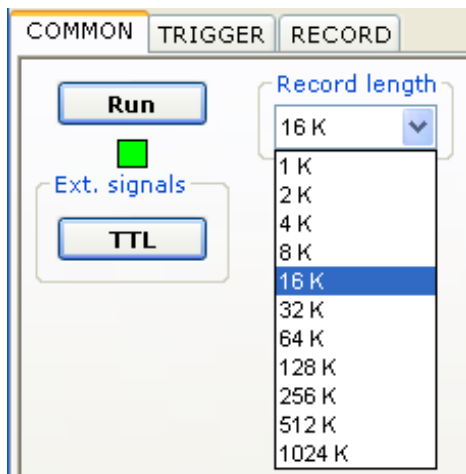 COMMON TRIGGER RECORD
Run
Record length
16 K
Ext. signals
TTL
1 K
2 K
4 K
8 K
16 K
32 K
64 K
128 K
256 K
512 K
1024 K